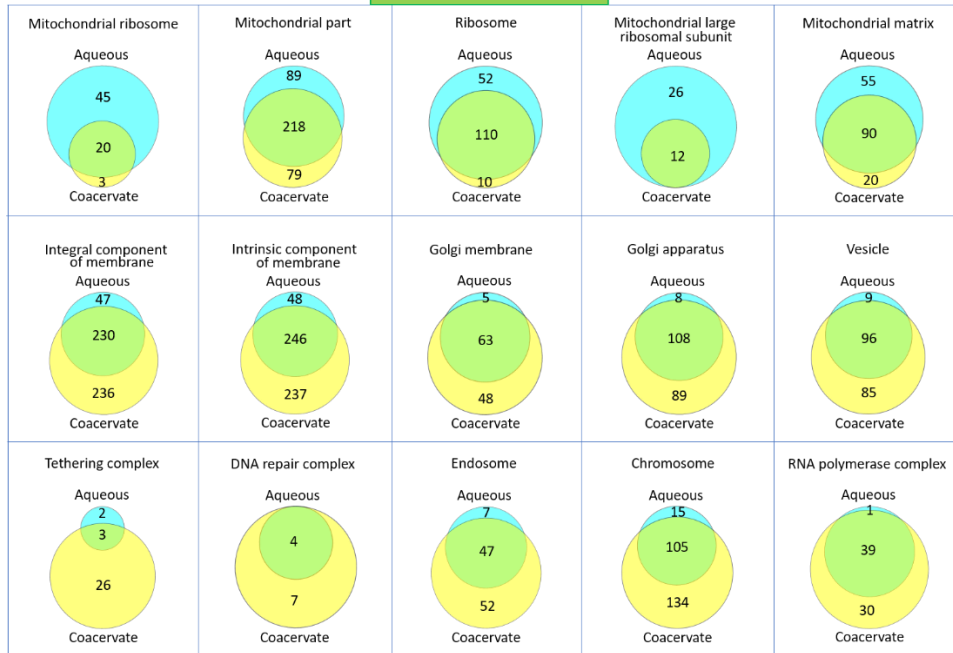 Mitochondrial ribosome
Aqueous
45
20
3
Coacervate
Mitochondrial part
Aqueous
89
218
79
Coacervate
Ribosome
Aqueous
52
110
10
Coacervate
Mitochondrial large
ribosomal subunit
Aqueous
26
12
Coacervate
Mitochondrial matrix
Aqueous
55
90
20
Coacervate
Integral component
of membrane
Aqueous
47
230
236
Coacervate
Intrinsic component
of membrane
Aqueous
48
246
237
Coacervate
Golgi membrane
Aqueous
5
63
48
Coacervate
Golgi apparatus
Aqueous
8
108
89
Coacervate
Vesicle
Aqueous
9
96
85
Coacervate
Tethering complex
Aqueous
2
3
26
Coacervate
DNA repair complex
Aqueous
4
7
Coacervate
Endosome
Aqueous
7
47
52
Coacervate
Chromosome
Aqueous
15
105
134
Coacervate
RNA polymerase complex
Aqueous
1
39
30
Coacervate